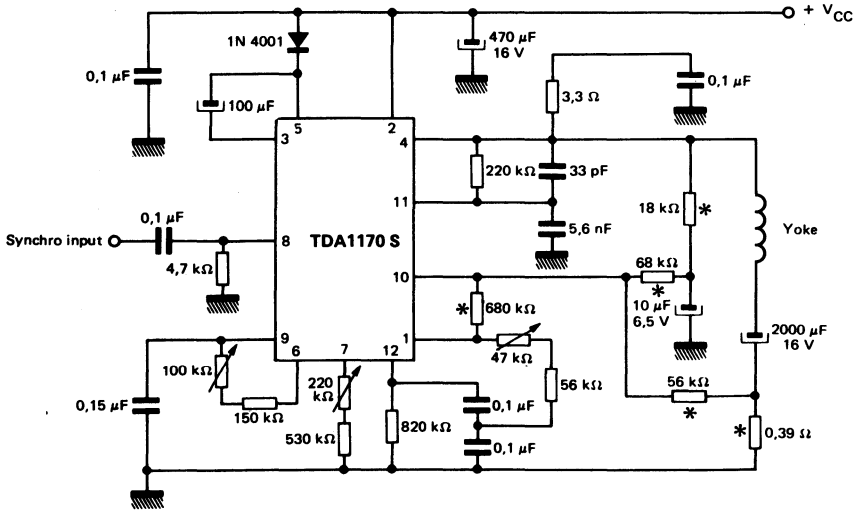 + VCC
1N 4001
470 µF
16 V
0,1 µF
0,1 µF
100 µF
3,3 Ω
5
2
3
4
220 kΩ
33 pF
11
18 kΩ *
0,1 µF
5,6 nF
Yoke
Synchro input
8
TDA1170 S
4,7 kΩ
10
68 kΩ
*
* 680 kΩ
10 µF
6,5 V
9
1
2000 µF
16 V
6
7
12
47 kΩ
100 kΩ
220
kΩ
56 kΩ
56 kΩ
*
0,15 µF
150 kΩ
0,1 µF
530 kΩ
820 kΩ
* 0,39 Ω
0,1 µF